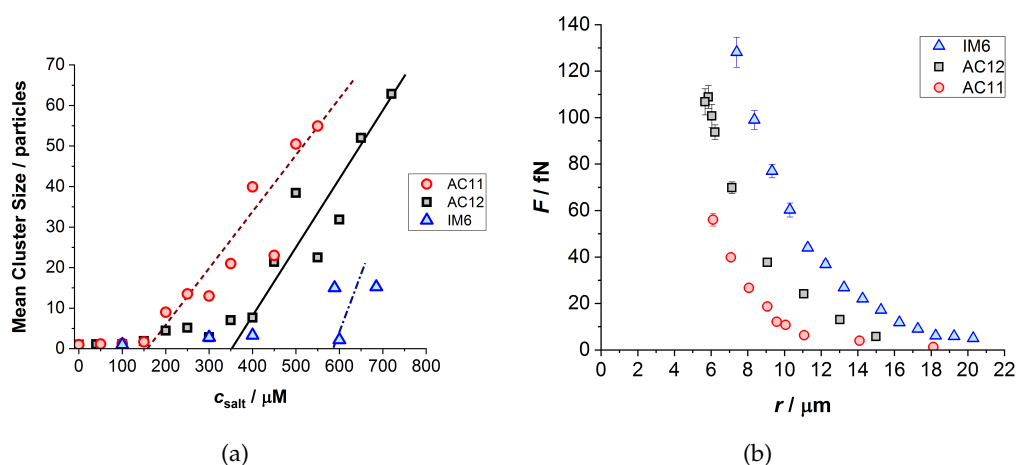 70
60
50
40
30
20
10
0
Mean Cluster Size / particles
0 100 200 300 400 500 600 700 800
c_salt / μM
AC11
AC12
IM6
(a)
140
120
100
80
60
40
20
0
F / fN
0 2 4 6 8 10 12 14 16 18 20 22
r / μm
IM6
AC12
AC11
(b)